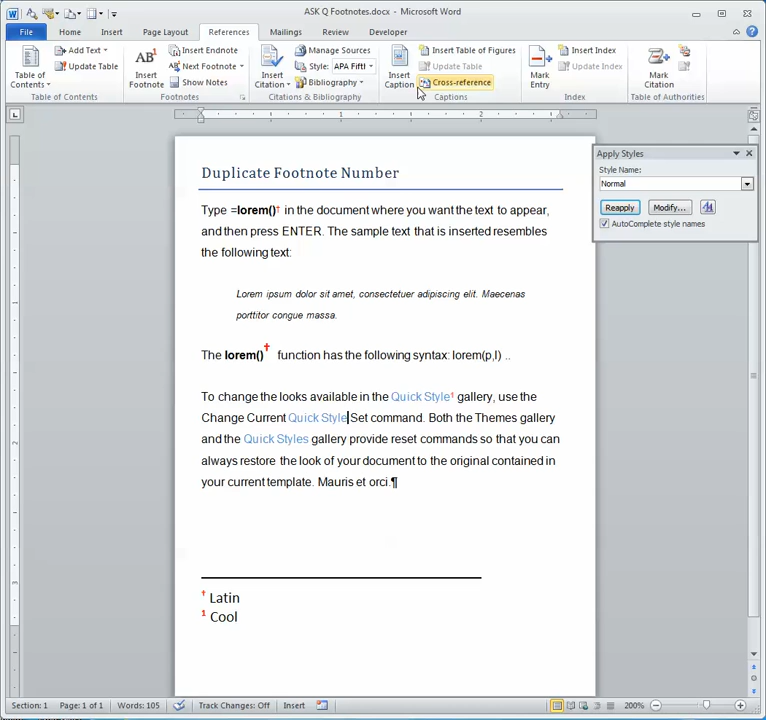 ASK Q Footnotes.docx - Microsoft Word
File Home Insert Page Layout References Mailings Review Developer
Table of Contents
Add Text
Update Table
Table of Contents
AB¹
Insert Footnote
Insert Endnote
Next Footnote
Show Notes
Footnotes
Insert Citation
Manage Sources
Style: APA Fift
Bibliography
Citations & Bibliography
Insert Caption
Insert Table of Figures
Update Table
Cross-reference
Captions
Mark Entry
Insert Index
Update Index
Index
Mark Citation
Table of Authorities
Duplicate Footnote Number
Type =lorem()† in the document where you want the text to appear,
and then press ENTER. The sample text that is inserted resembles
the following text:
Lorem ipsum dolor sit amet, consectetuer adipiscing elit. Maecenas
porttitor congue massa.
The lorem()† function has the following syntax: lorem(p,l) ..
To change the looks available in the Quick Style¹ gallery, use the
Change Current Quick Style Set command. Both the Themes gallery
and the Quick Styles gallery provide reset commands so that you can
always restore the look of your document to the original contained in
your current template. Mauris et orci.¶
† Latin
¹ Cool
Apply Styles
Style Name:
Normal
Reapply
Modify...
AutoComplete style names
Section: 1 Page: 1 of 1 Words: 105 Track Changes: Off Insert 200%